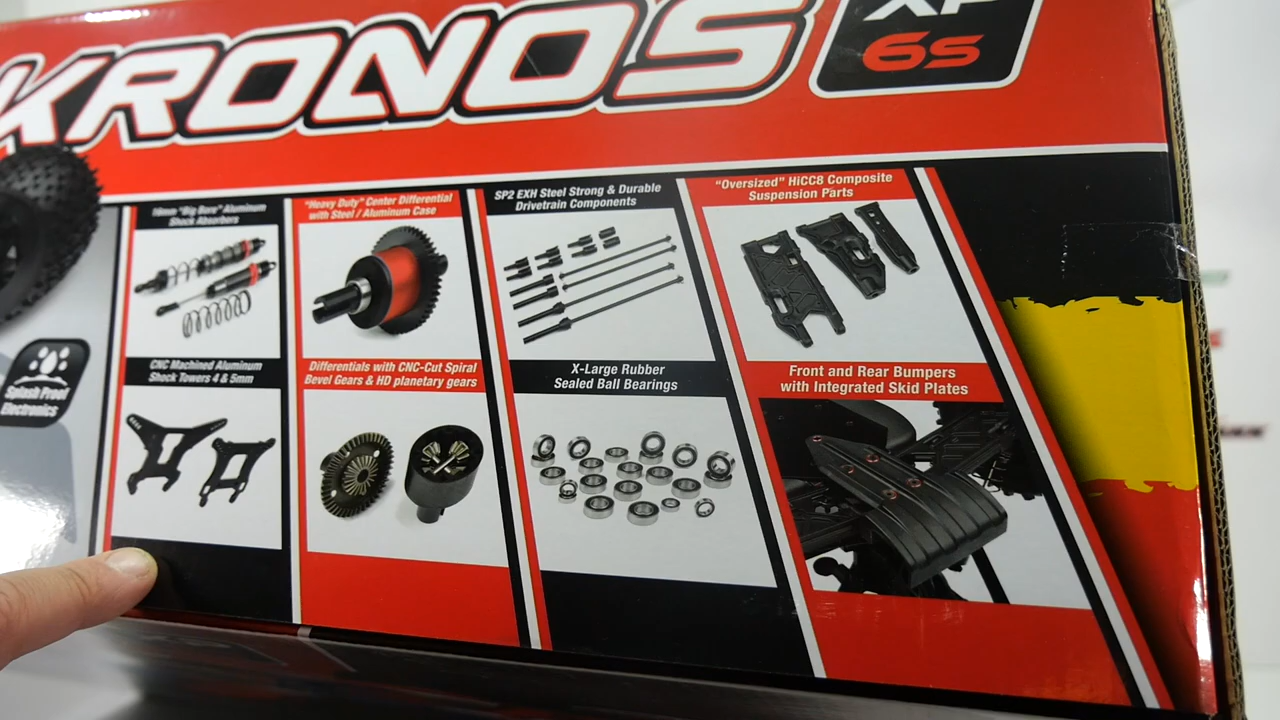 KRONOS
XP
6S
16mm "Big Bore" Aluminum
Shock Absorbers
"Heavy Duty" Center Differential
with Steel / Aluminum Case
SP2 EXH Steel Strong & Durable
Drivetrain Components
"Oversized" HiCC8 Composite
Suspension Parts
Splash Proof
Electronics
CNC Machined Aluminum
Shock Towers 4 & 5mm
Differentials with CNC-Cut Spiral
Bevel Gears & HD planetary gears
X-Large Rubber
Sealed Ball Bearings
Front and Rear Bumpers
with Integrated Skid Plates